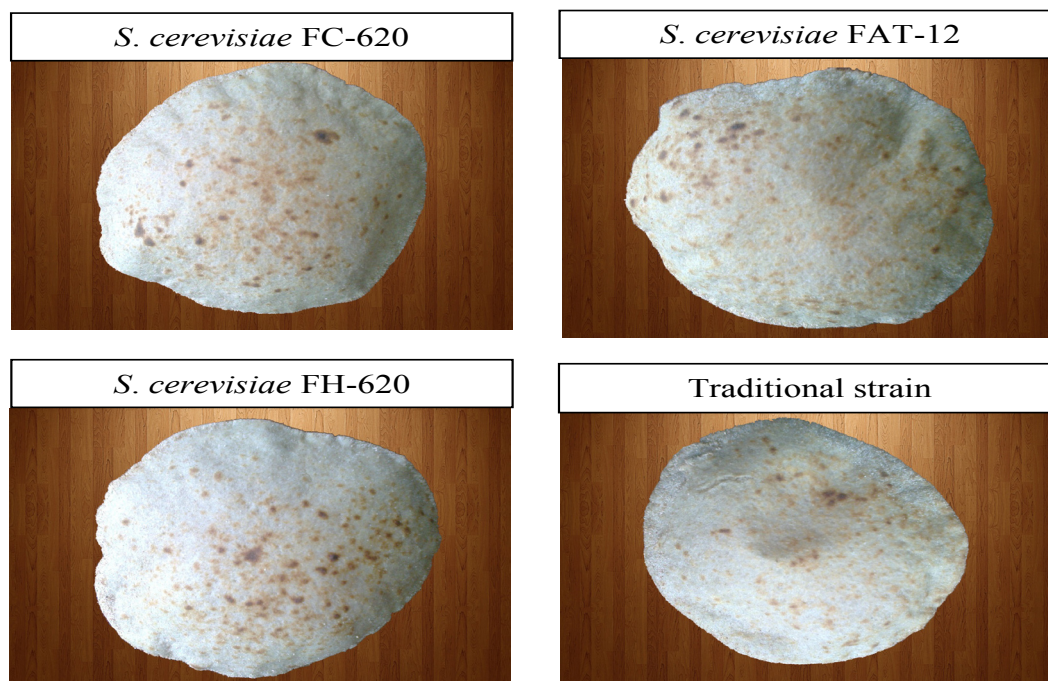 S. cerevisiae FC-620
S. cerevisiae FAT-12
S. cerevisiae FH-620
Traditional strain